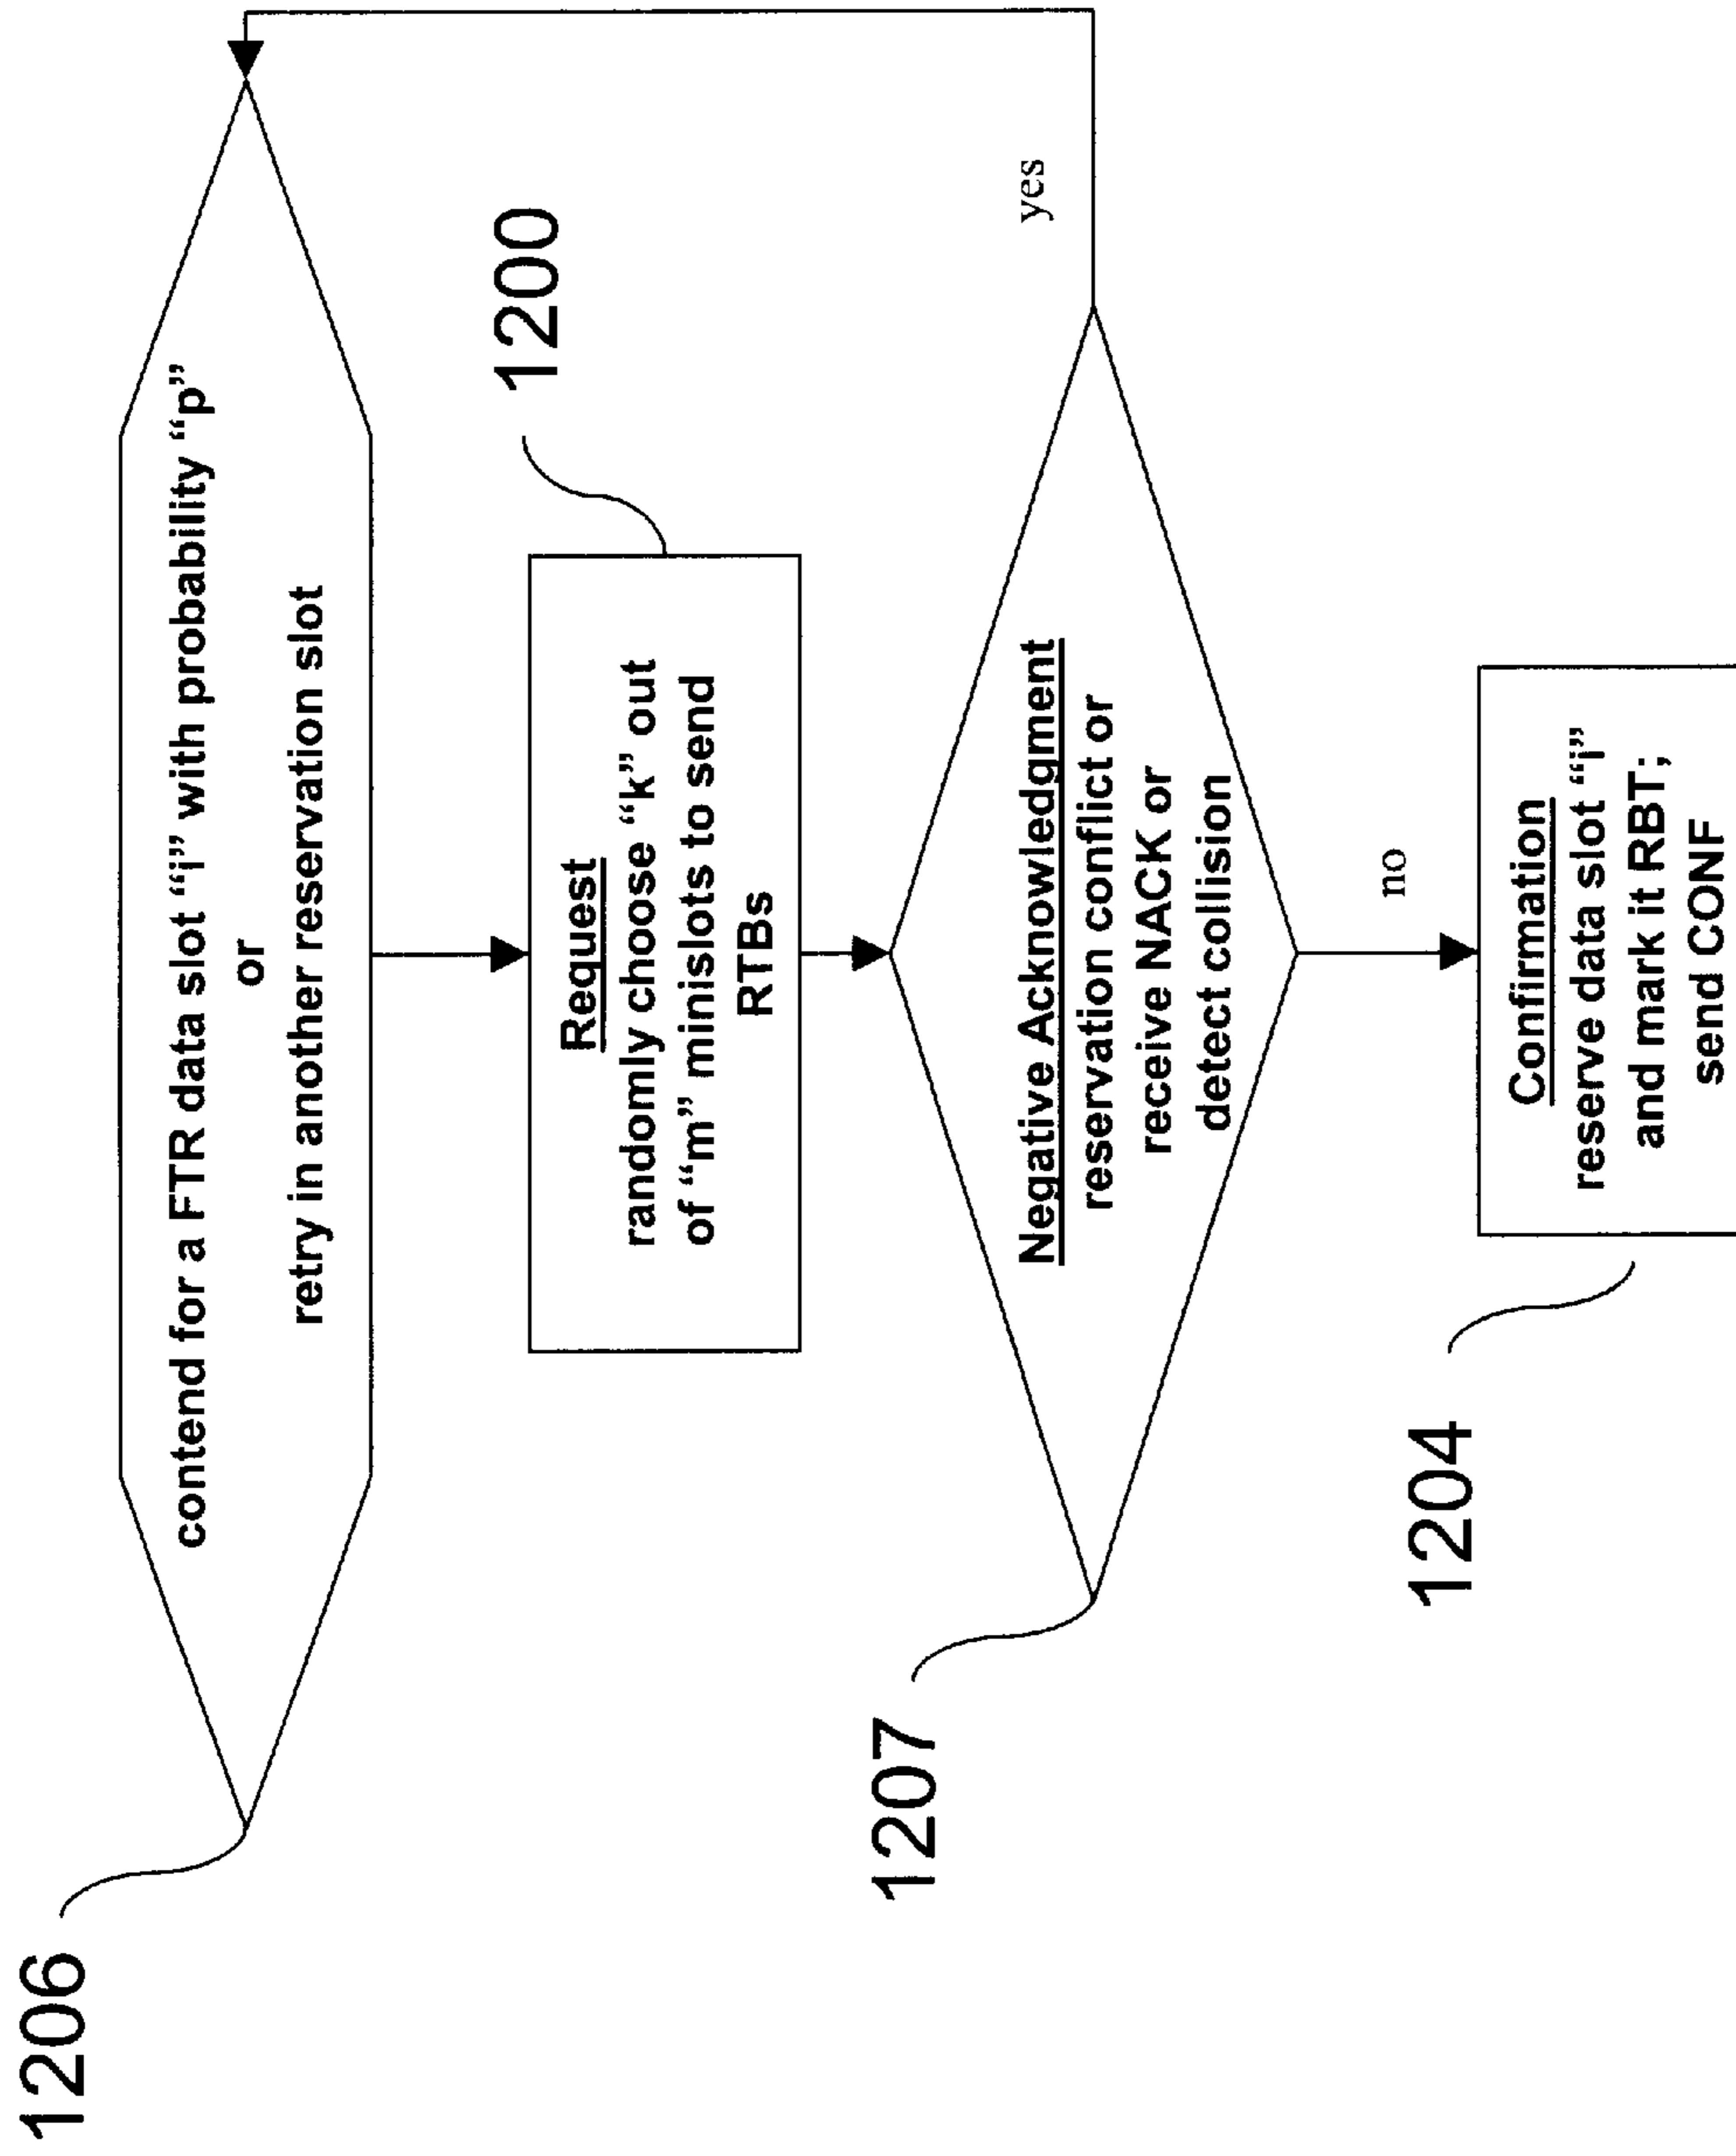 1206
contend for a FTR data slot “i” with probability “p”
or
retry in another reservation slot
1200
Request
randomly choose “k” out
of “m” minislots to send
RTBs
1207
Negative Acknowledgment
reservation conflict or
receive NACK or
detect collision
yes
no
1204
Confirmation
reserve data slot “i”
and mark it RBT;
send CONF